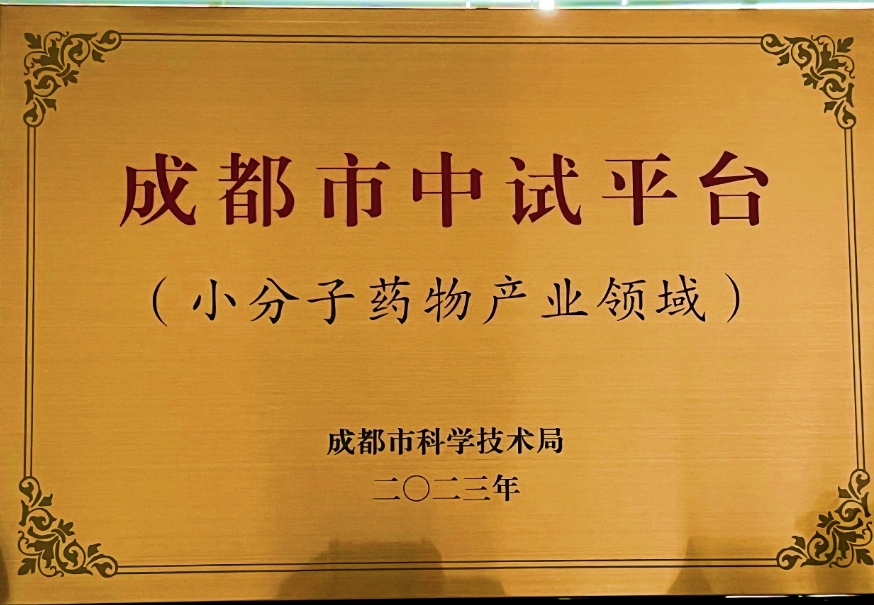 成都市中试平台
（小分子药物产业领域）
成都市科学技术局
二〇二三年